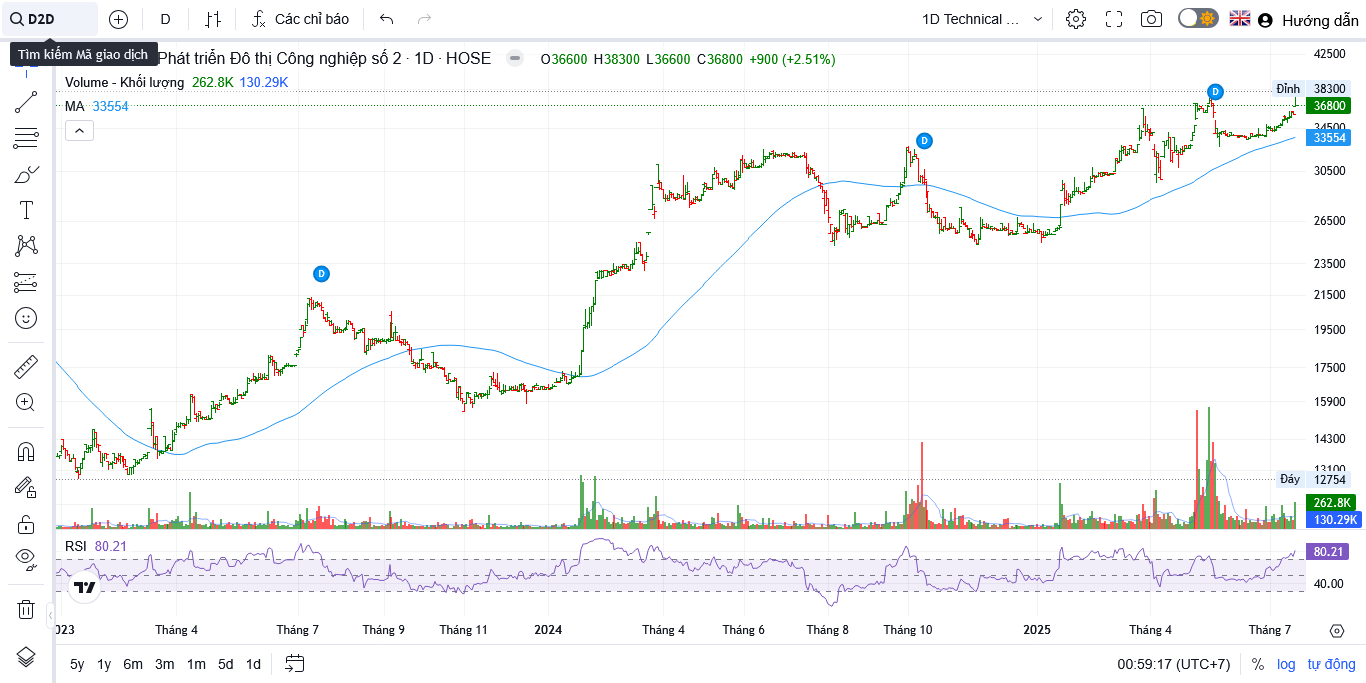 D2D
D
Các chỉ báo
1D Technical ...
Hướng dẫn
Tìm kiếm Mã giao dịch
Phát triển Đô thị Công nghiệp số 2 · 1D · HOSE
O36600 H38300 L36600 C36800 +900 (+2.51%)
Volume - Khối lượng 262.8K 130.29K
MA 33554
42500
Đỉnh 38300
36800
34500
33554
30500
26500
23500
21500
19500
17500
15900
14300
13100
Đáy 12754
262.8K
130.29K
D
D
D
D
RSI 80.21
80.21
40.00
2023 Tháng 4 Tháng 7 Tháng 9 Tháng 11 2024 Tháng 4 Tháng 6 Tháng 8 Tháng 10 2025 Tháng 4 Tháng 7
5y 1y 6m 3m 1m 5d 1d
00:59:17 (UTC+7) % log tự động